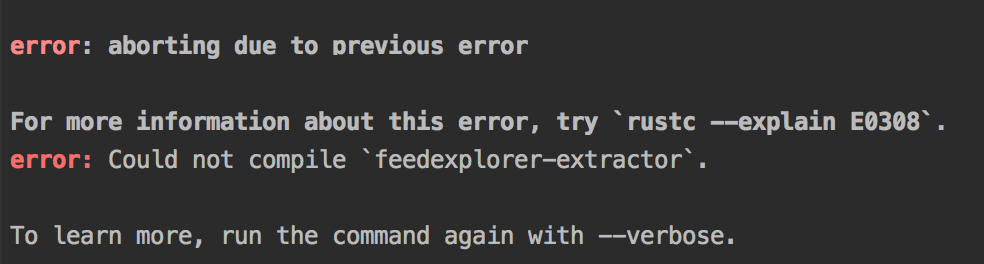 error: aborting due to previous error
For more information about this error, try `rustc --explain E0308`.
error: Could not compile `feedexplorer-extractor`.
To learn more, run the command again with --verbose.